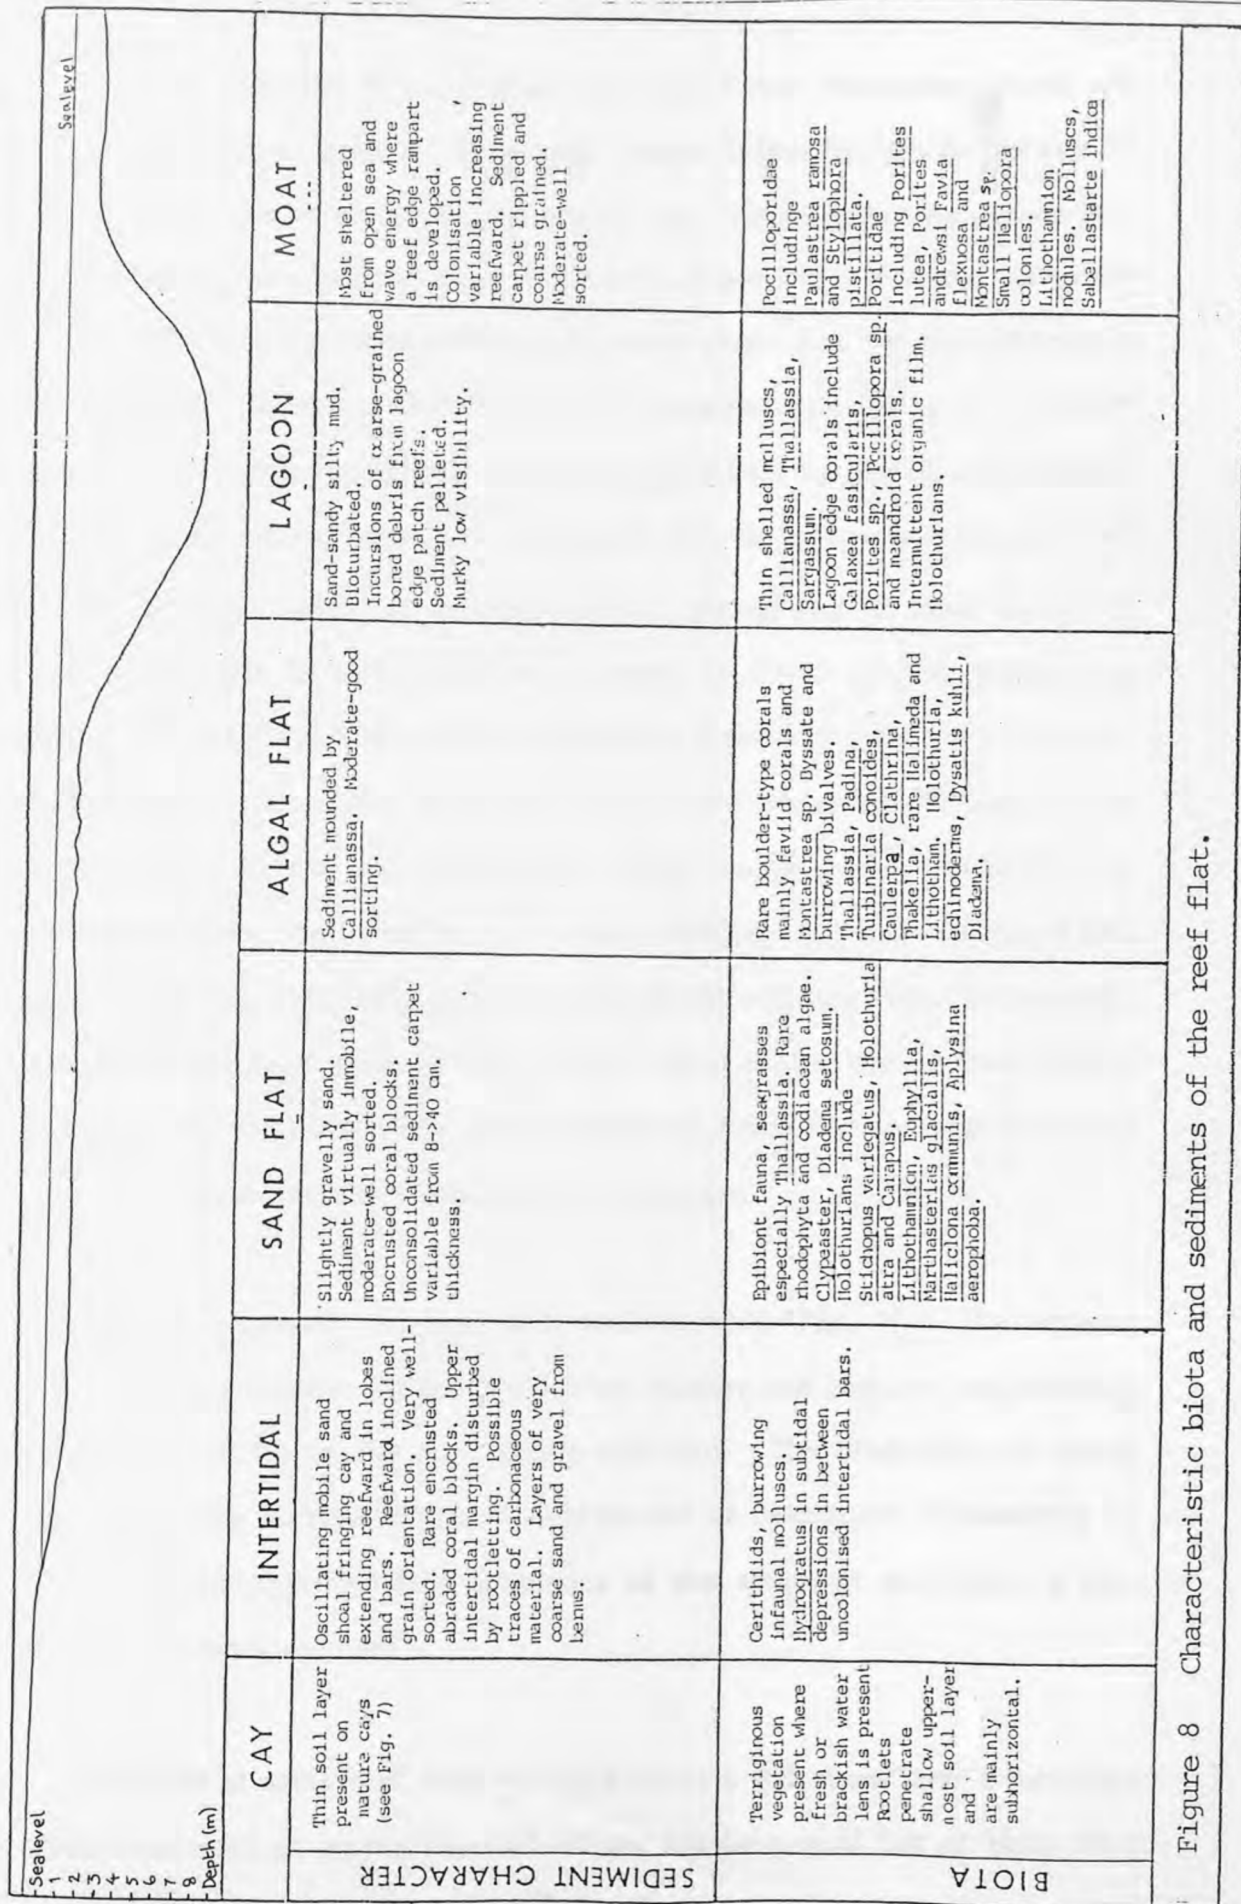 Sealevel
1
2
3
4
5
6
7
8
Depth (m)
Sealevel
CAY
INTERTIDAL
SAND FLAT
ALGAL FLAT
LAGOON
MOAT
SEDIMENT CHARACTER
Thin soil layer
present on
mature cays
(see Fig. 7)
Oscillating mobile sand
shoal fringing cay and
extending reefward in lobes
and bars. Reefward inclined
grain orientation. Very well-
sorted. Rare encrusted
abraded coral blocks. Upper
intertidal margin disturbed
by rootletting. Possible
traces of carbonaceous
material. Layers of very
coarse sand and gravel from
berms.
Slightly gravelly sand.
Sediment virtually immobile,
moderate-well sorted.
Encrusted coral blocks.
Unconsolidated sediment carpet
variable from 8->40 cm.
thickness.
Sediment mounded by
Callianassa. Moderate-good
sorting.
Sand-sandy silty mud.
Bioturbated.
Incursions of coarse-grained
bored debris from lagoon
edge patch reefs.
Sediment pelleted.
Murky low visibility.
Most sheltered
from open sea and
wave energy where
a reef edge rampart
is developed.
Colonisation ,
variable increasing
reefward. Sediment
carpet rippled and
coarse grained.
Moderate-well
sorted.
BIOTA
Terriginous
vegetation
present where
fresh or
brackish water
lens is present
Rootlets
penetrate
shallow upper-
most soil layer
and
are mainly
subhorizontal.
Cerithids, burrowing
infaunal molluscs.
Hydrogratus in subtidal
depressions in between
uncolonised intertidal bars.
Epibiont fauna, seagrasses
especially Thallassia. Rare
rhodophyta and codiacean algae.
Clypeaster, Diadema setosum.
Holothurians include
Stichopus variegatus, Holothuria
atra and Carapus.
Lithothamnion, Euphyllia,
Marthasterias glacialis,
Haliclona communis, Aplysina
aerophoba.
Rare boulder-type corals
mainly faviid corals and
Montastrea sp. Byssate and
burrowing bivalves.
Thallassia, Padina,
Turbinaria conoides,
Caulerpa, Clathrina,
Phakelia, rare Halimeda and
Lithotham. Holothuria,
echinoderms, Dysatis kuhli,
Diadema.
Thin shelled molluscs,
Callianassa, Thallassia,
Sargassum.
Lagoon edge corals include
Galaxea fasicularis,
Porites sp., Pocillopora sp.
and meandroid corals.
Intermittent organic film.
Holothurians.
Pocilloporidae
includinge
Paulastrea ramosa
and Stylophora
pistillata.
Poritidae
including Porites
lutea, Porites
andrewsi Favia
flexuosa and
Montastrea sp.
Small Heliopora
colonies.
Lithothamnion
nodules. Molluscs,
Sabellastarte indica
Figure 8 Characteristic biota and sediments of the reef flat.